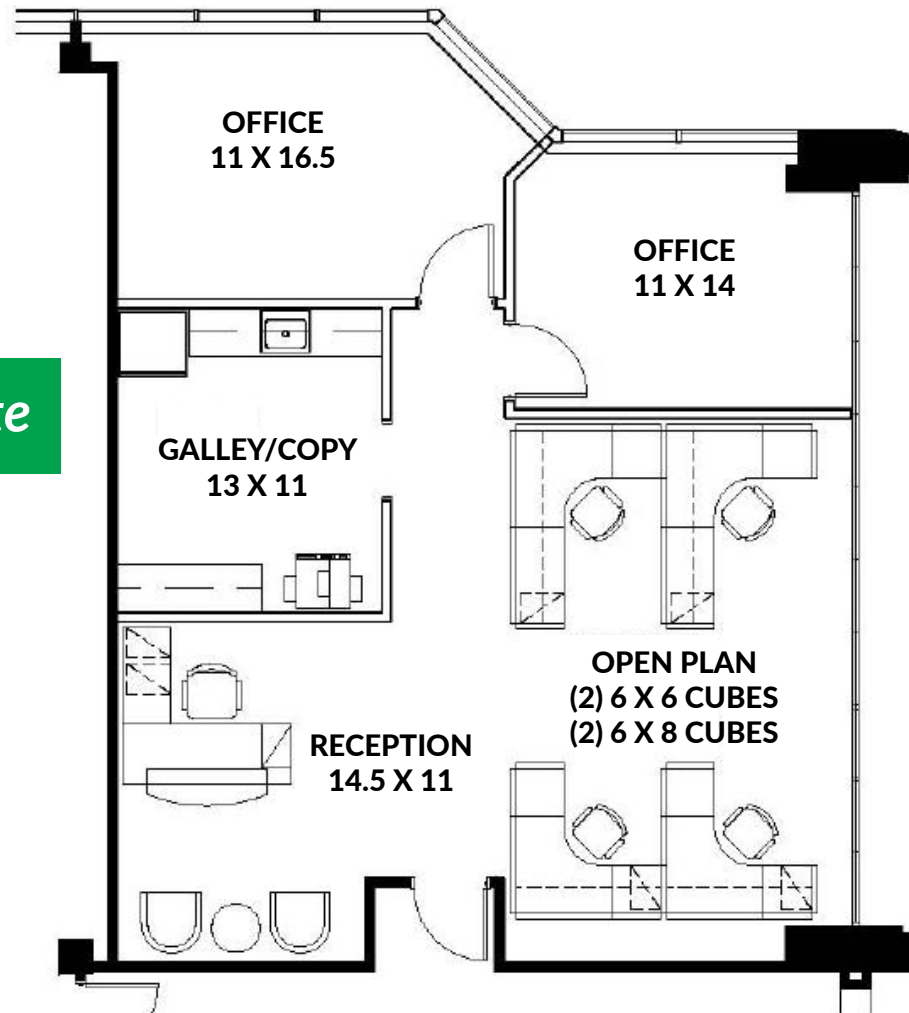 OFFICE
11 X 16.5
OFFICE
11 X 14
GALLEY/COPY
13 X 11
OPEN PLAN
(2) 6 X 6 CUBES
(2) 6 X 8 CUBES
RECEPTION
14.5 X 11